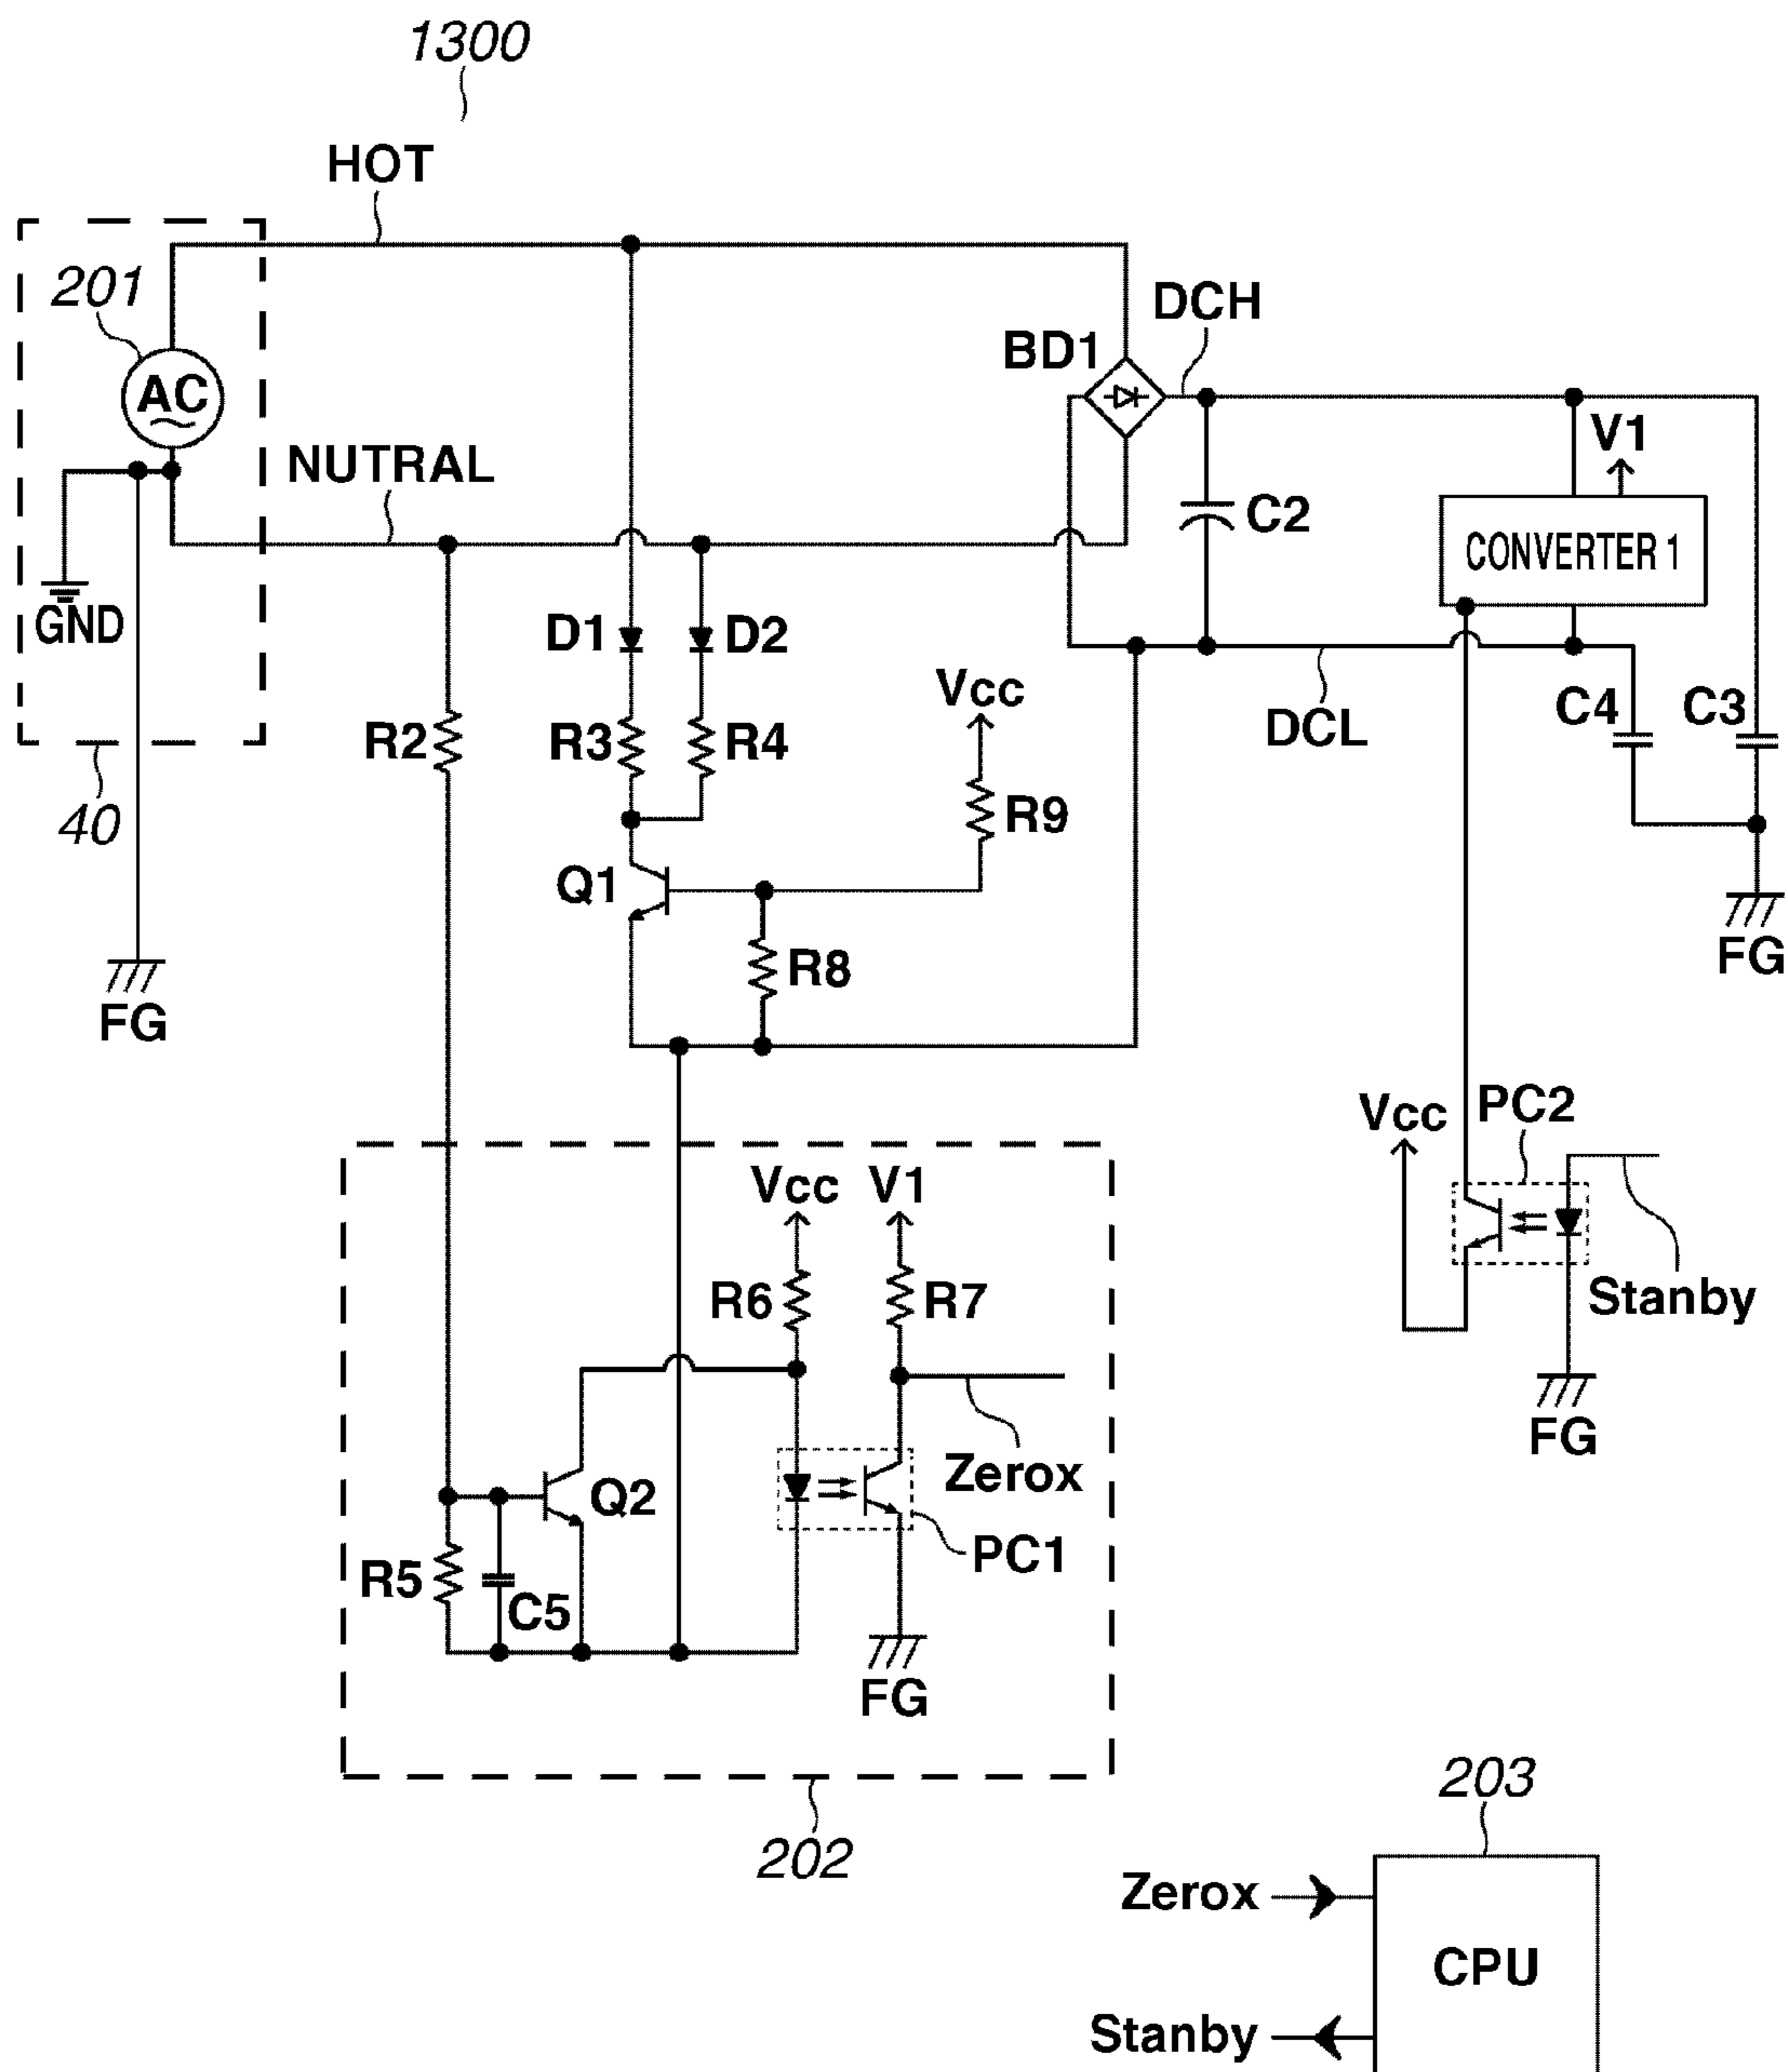 1300
HOT
201
AC
DCH
BD1
V1
NUTRAL
C2
CONVERTER 1
GND
D1
D2
Vcc
C4
C3
DCL
R2
R3
R4
R9
40
Q1
R8
FG
FG
Vcc
PC2
Vcc
V1
R6
R7
Stanby
FG
Zerox
Q2
PC1
R5
C5
FG
202
203
Zerox
CPU
Stanby